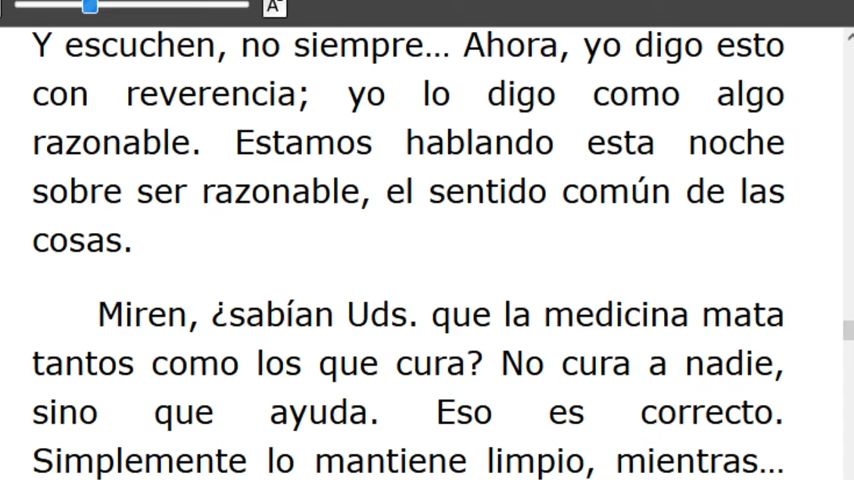 A
Y escuchen, no siempre... Ahora, yo digo esto
con reverencia; yo lo digo como algo
razonable. Estamos hablando esta noche
sobre ser razonable, el sentido común de las
cosas.
Miren, ¿sabían Uds. que la medicina mata
tantos como los que cura? No cura a nadie,
sino que ayuda. Eso es correcto.
Simplemente lo mantiene limpio, mientras...